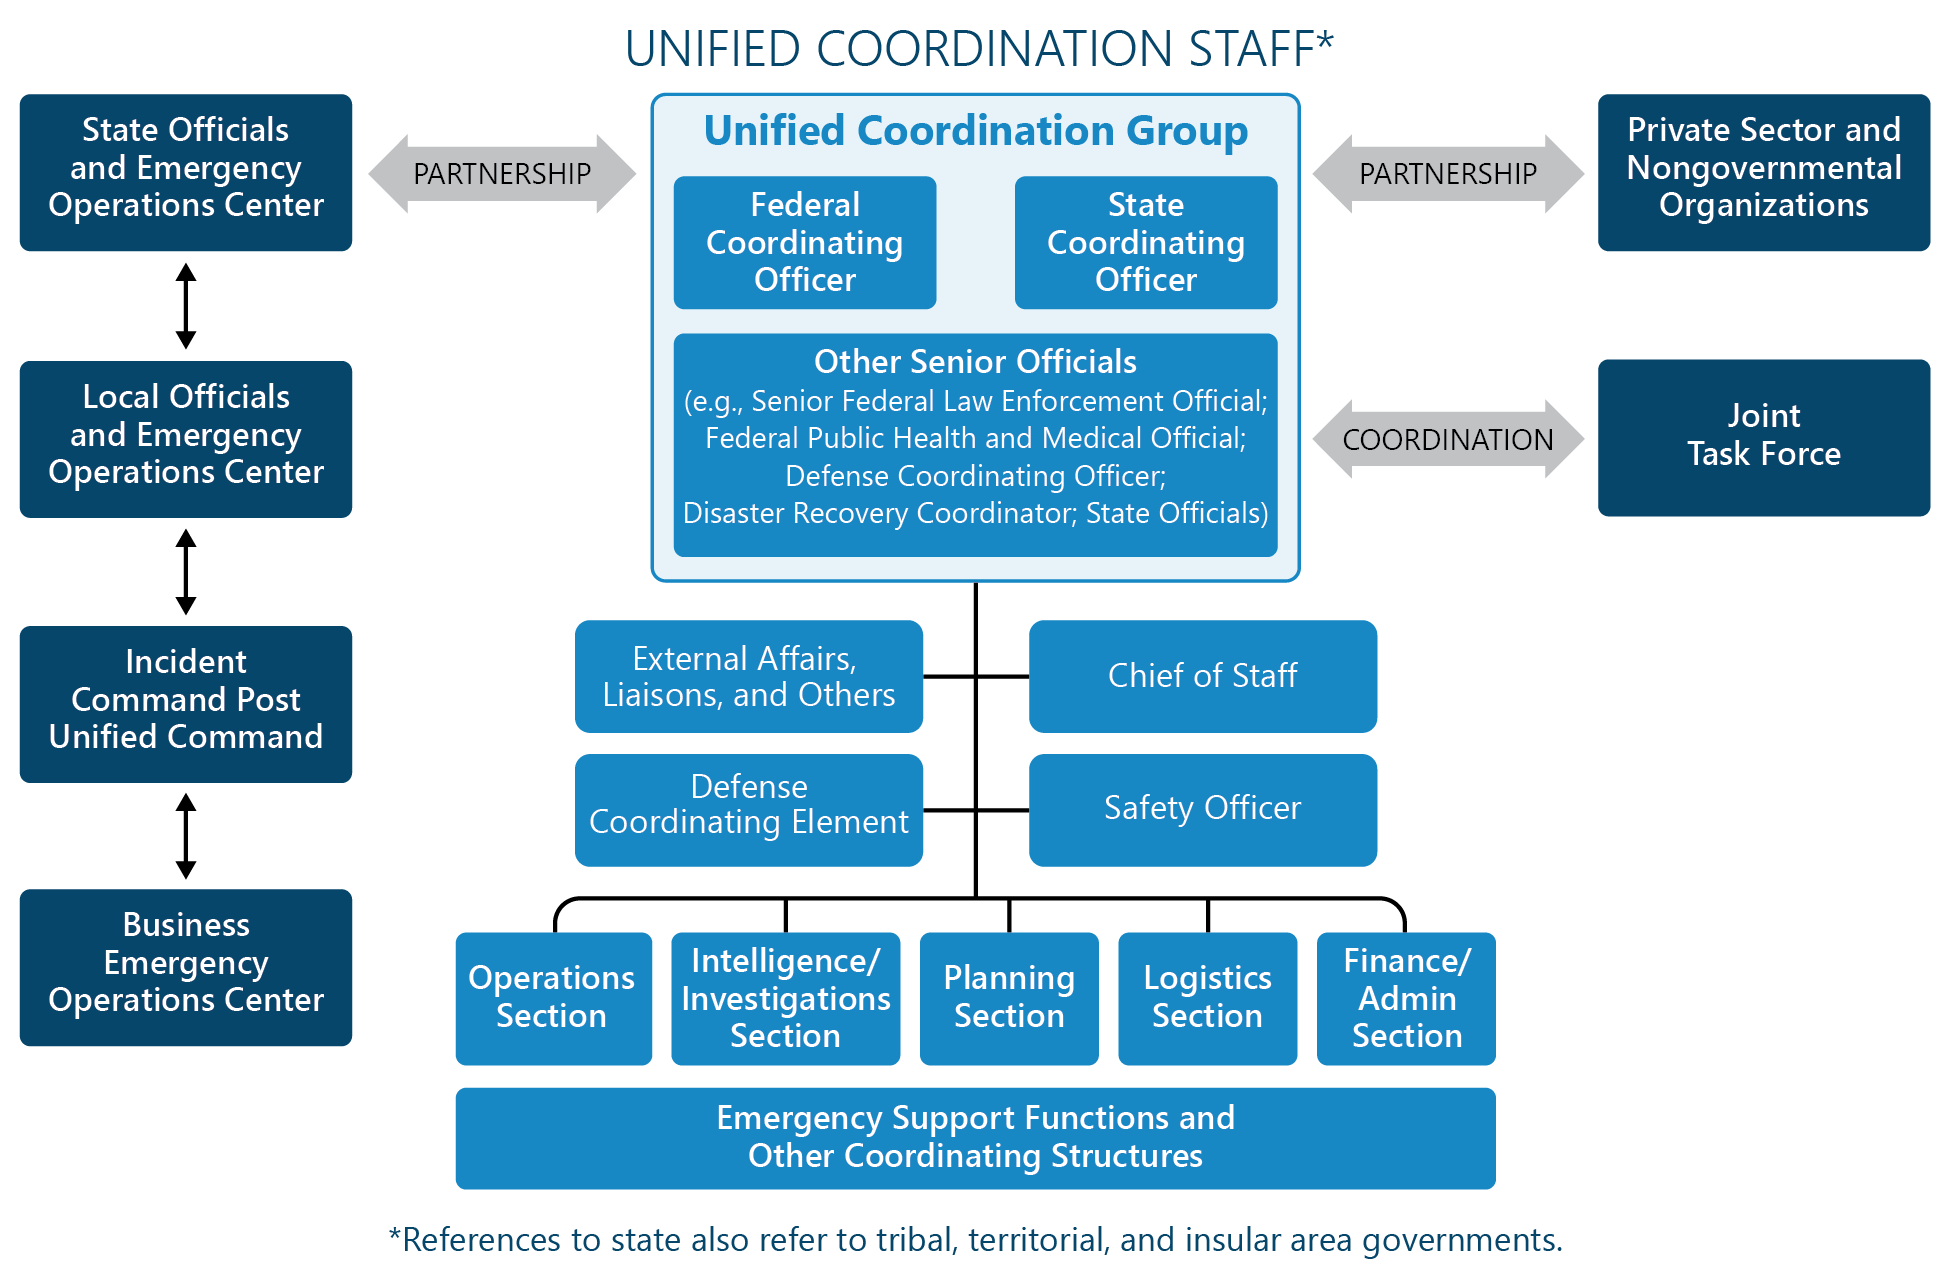 UNIFIED COORDINATION STAFF*
State Officials
and Emergency
Operations Center
PARTNERSHIP
Unified Coordination Group
Federal
Coordinating
Officer
State
Coordinating
Officer
Other Senior Officials
(e.g., Senior Federal Law Enforcement Official;
Federal Public Health and Medical Official;
Defense Coordinating Officer;
Disaster Recovery Coordinator; State Officials)
PARTNERSHIP
Private Sector and
Nongovernmental
Organizations
Local Officials
and Emergency
Operations Center
COORDINATION
Joint
Task Force
Incident
Command Post
Unified Command
External Affairs,
Liaisons, and Others
Chief of Staff
Defense
Coordinating Element
Safety Officer
Business
Emergency
Operations Center
Operations
Section
Intelligence/
Investigations
Section
Planning
Section
Logistics
Section
Finance/
Admin
Section
Emergency Support Functions and
Other Coordinating Structures
*References to state also refer to tribal, territorial, and insular area governments.